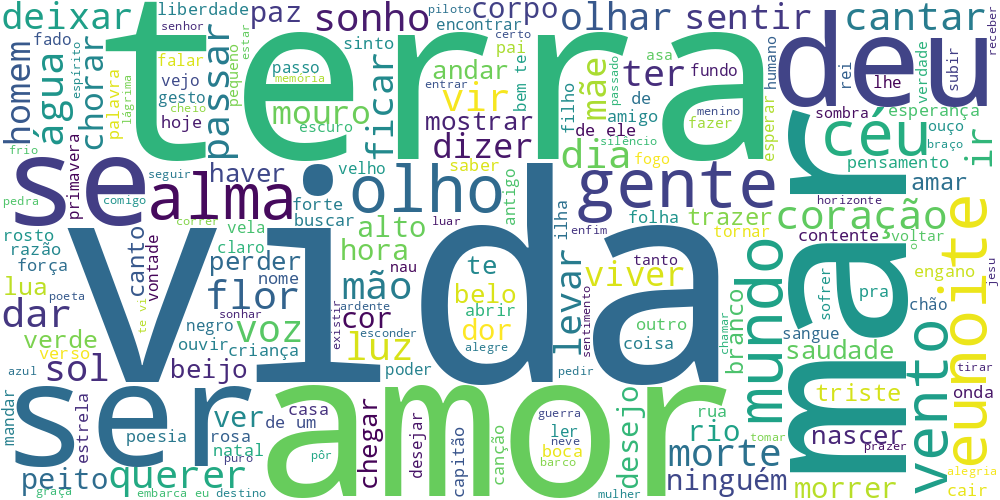 deixar
liberdade
senhor
paz
sonho
corpo
piloto
encontrar
olhar
certo
sentir
cantar
receber
homem
fado
água
chorar
espírito
lágrima
palavra
falar
vejo
gesto
cheio
hoje
passar
estar
pequeno
terra
sinto
passo
memória
mouro
escuro
ficar
pai
bem ter
andar
entrar
vir
mostrar
dizer
de
de ele
filho
amigo
mãe
passado
silêncio
ter
asa
fundo
menino
fazer
dia
fogo
humano
esperar
deu
rei
lhe
verdade
subir
sombra
esperança
céu
ouço
braço
pensamento
ir
frio
pedra
primavera
se
seguir
comigo
alma
correr
haver
velho
forte
buscar
olho
saber
luar
antigo
enfim
ilha
gente
folha
trazer
tornar
amar
horizonte
coração
contente
voltar
o
rosto
razão
força
lua
poeta
canto
vontade
te vi
vida
vela
claro
perder
nome
alto
hora
mão
nau
te
belo
abrir
dor
tanto
viver
levar
mundo
mar
engano
jesu
dar
verde
verso
azul
sol
flor
sonhar
negro
ouvir
voz
criança
beijo
existir
ardente
cor
luz
esconder
alegre
poder
pedir
sentimento
outro
coisa
branco
chamar
sofrer
pra
sangue
saudade
chão
vento
eu
noite
tirar
onda
mandar
estrela
peito
graça
ser
poesia
puro
querer
embarca
eu
destino
ver
rosa
natal
de um
casa
pôr
amor
chegar
desejar
capitão
canção
guerra
ler
neve
boca
barco
mulher
desejo
rua
rio
tomar
morte
ninguém
triste
nascer
prazer
morrer
alegria
cair